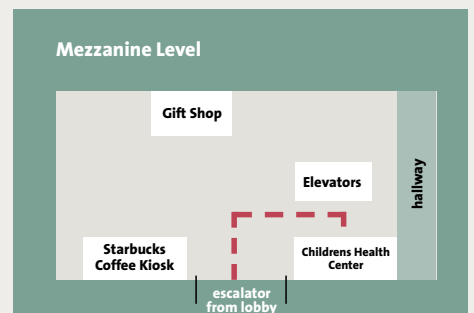 Mezzanine Level
Gift Shop
Elevators
hallway
Starbucks
Coffee Kiosk
Childrens Health
Center
escalator
from lobby